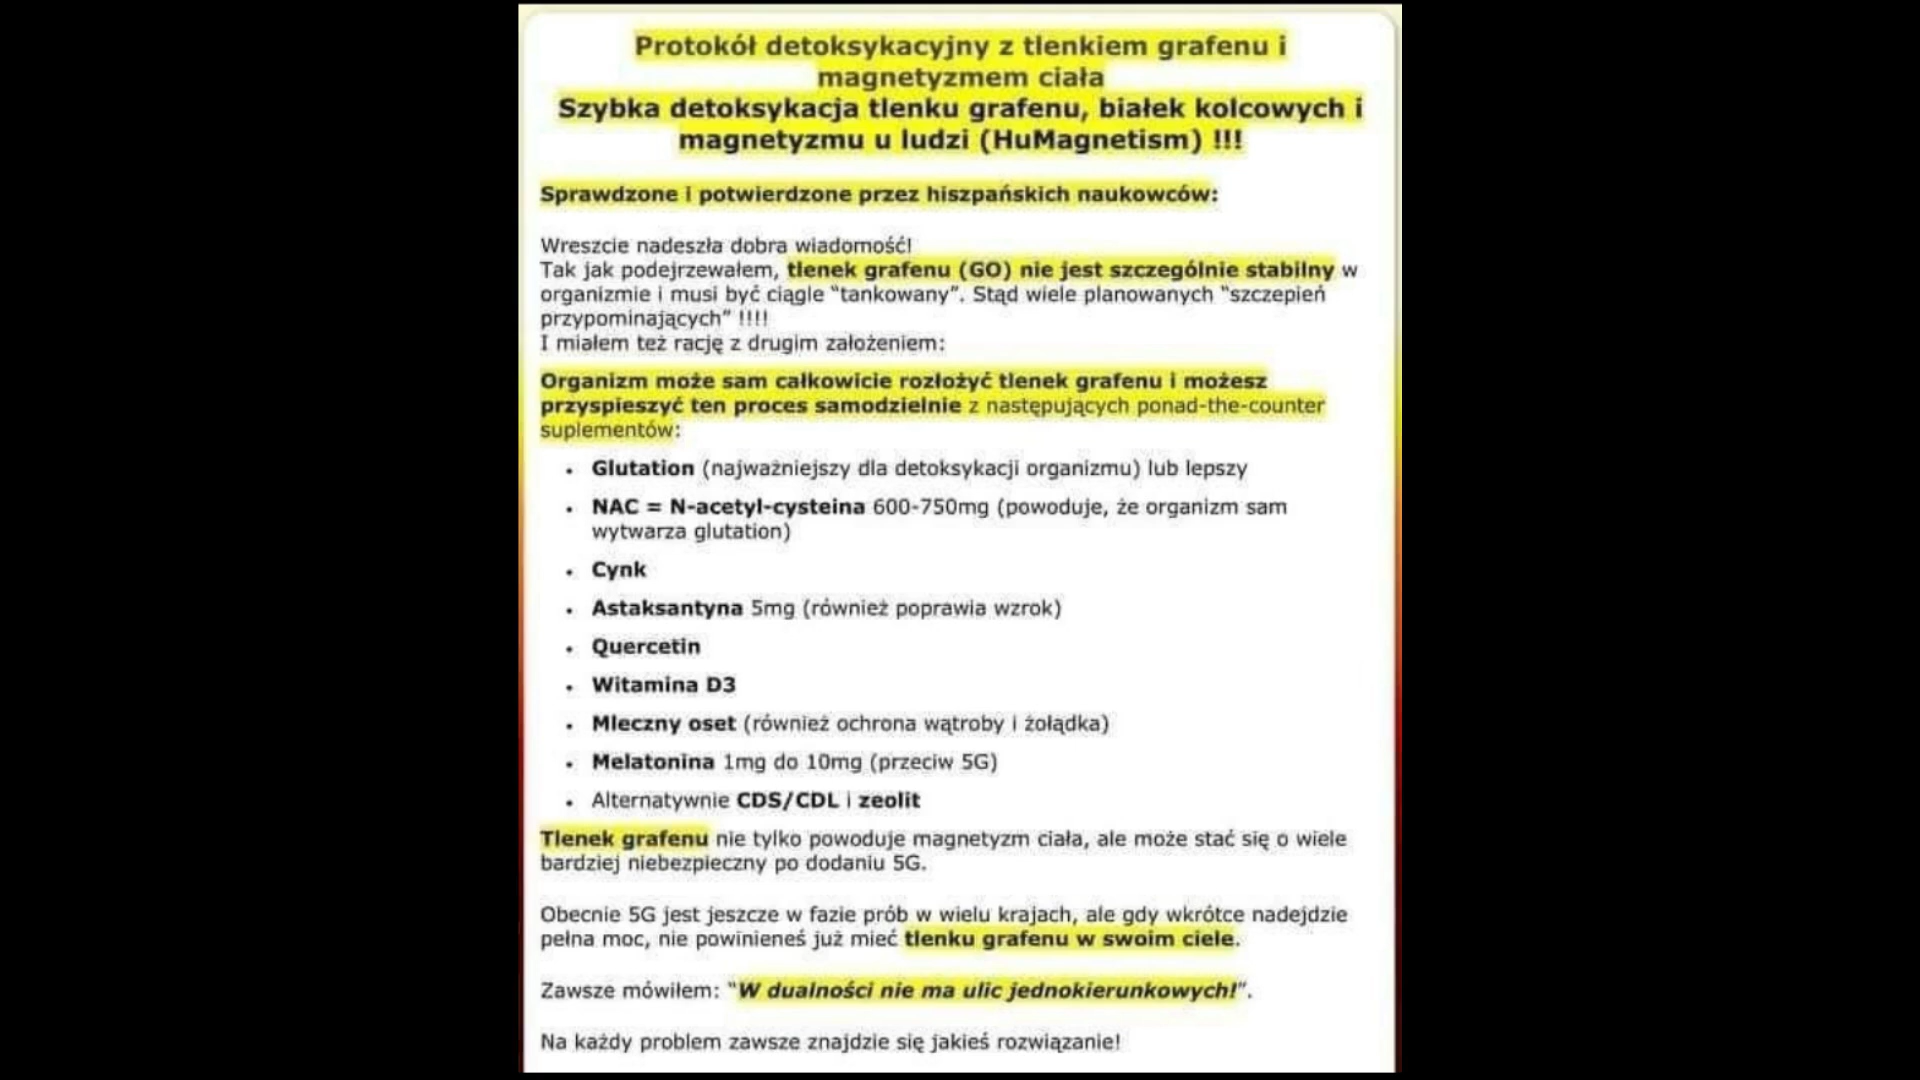 Protokół detoksykacyjny z tlenkiem grafenu i
magnetyzmem ciała
Szybka detoksykacja tlenku grafenu, białek kolcowych i
magnetyzmu u ludzi (HuMagnetism) !!!
Sprawdzone i potwierdzone przez hiszpańskich naukowców:
Wreszcie nadeszła dobra wiadomość!
Tak jak podejrzewałem, tlenek grafenu (GO) nie jest szczególnie stabilny w
organizmie i musi być ciągle “tankowany”. Stąd wiele planowanych “szczepień
przypominających” !!!!
I miałem też rację z drugim założeniem:
Organizm może sam całkowicie rozłożyć tlenek grafenu i możesz
przyspieszyć ten proces samodzielnie z następujących ponad-the-counter
suplementów:
• Glutation (najważniejszy dla detoksykacji organizmu) lub lepszy
• NAC = N-acetyl-cysteina 600-750mg (powoduje, że organizm sam
wytwarza glutation)
• Cynk
• Astaksantyna 5mg (również poprawia wzrok)
• Quercetin
• Witamina D3
• Mleczny oset (również ochrona wątroby i żołądka)
• Melatonina 1mg do 10mg (przeciw 5G)
• Alternatywnie CDS/CDL i zeolit
Tlenek grafenu nie tylko powoduje magnetyzm ciała, ale może stać się o wiele
bardziej niebezpieczny po dodaniu 5G.
Obecnie 5G jest jeszcze w fazie prób w wielu krajach, ale gdy wkrótce nadejdzie
pełna moc, nie powinieneś już mieć tlenku grafenu w swoim ciele.
Zawsze mówiłem: “W dualności nie ma ulic jednokierunkowych!”.
Na każdy problem zawsze znajdzie się jakieś rozwiązanie!